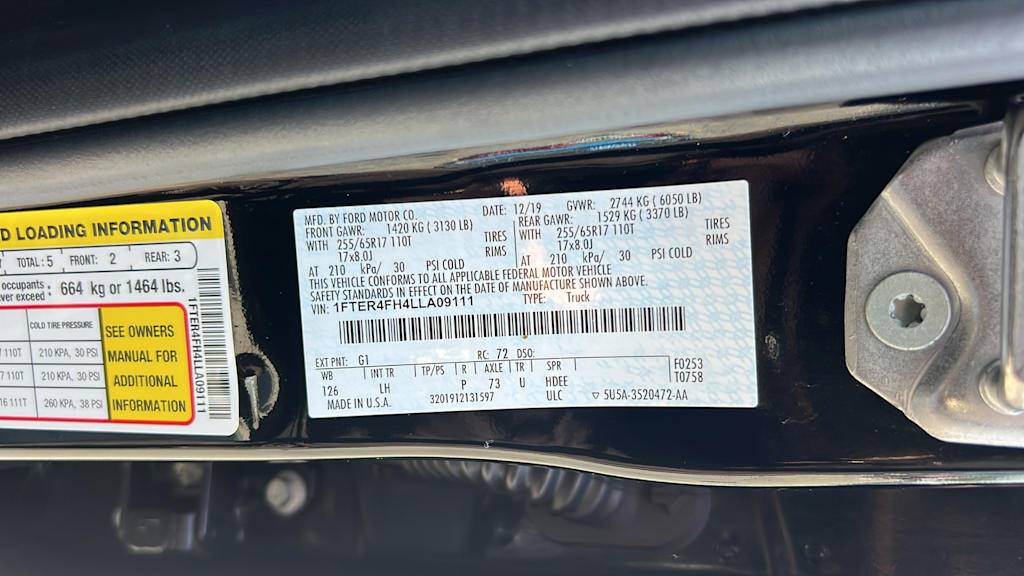 D LOADING INFORMATION
TOTAL: 5 FRONT: 2 REAR: 3
occupants
ever exceed : 664 kg or 1464 lbs.
COLD TIRE PRESSURE
7 110T 210 KPA, 30 PSI
7 110T 210 KPA, 30 PSI
16 111T 260 KPA, 38 PSI
SEE OWNERS
MANUAL FOR
ADDITIONAL
INFORMATION
1FTER4FH4LLA09111
MFD. BY FORD MOTOR CO. DATE: 12/19 GVWR: 2744 KG ( 6050 LB)
FRONT GAWR: 1420 KG ( 3130 LB) REAR GAWR: 1529 KG ( 3370 LB)
WITH 255/65R17 110T TIRES WITH 255/65R17 110T TIRES
17x8.0J RIMS 17x8.0J RIMS
AT 210 kPa/ 30 PSI COLD AT 210 kPa/ 30 PSI COLD
THIS VEHICLE CONFORMS TO ALL APPLICABLE FEDERAL MOTOR VEHICLE
SAFETY STANDARDS IN EFFECT ON THE DATE OF MANUFACTURE SHOWN ABOVE.
1FTER4FH4LLA09111 TYPE: Truck
EXT PNT: G1 RC: 72 DSO: F0253
WB INT TR TP/PS R AXLE TR SPR T0758
126 LH P 73 U HDEE
MADE IN U.S.A. 3201912131597 ULC ▽ 5U5A-3520472-AA